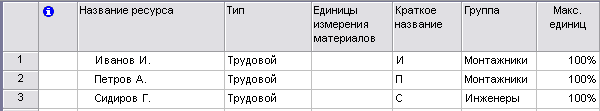 Название ресурса Тип Единицы измерения материалов Краткое название Группа Макс. единиц
1 Иванов И. Трудовой И Монтажники 100%
2 Петров А. Трудовой П Монтажники 100%
3 Сидиров Г. Трудовой С Инженеры 100%